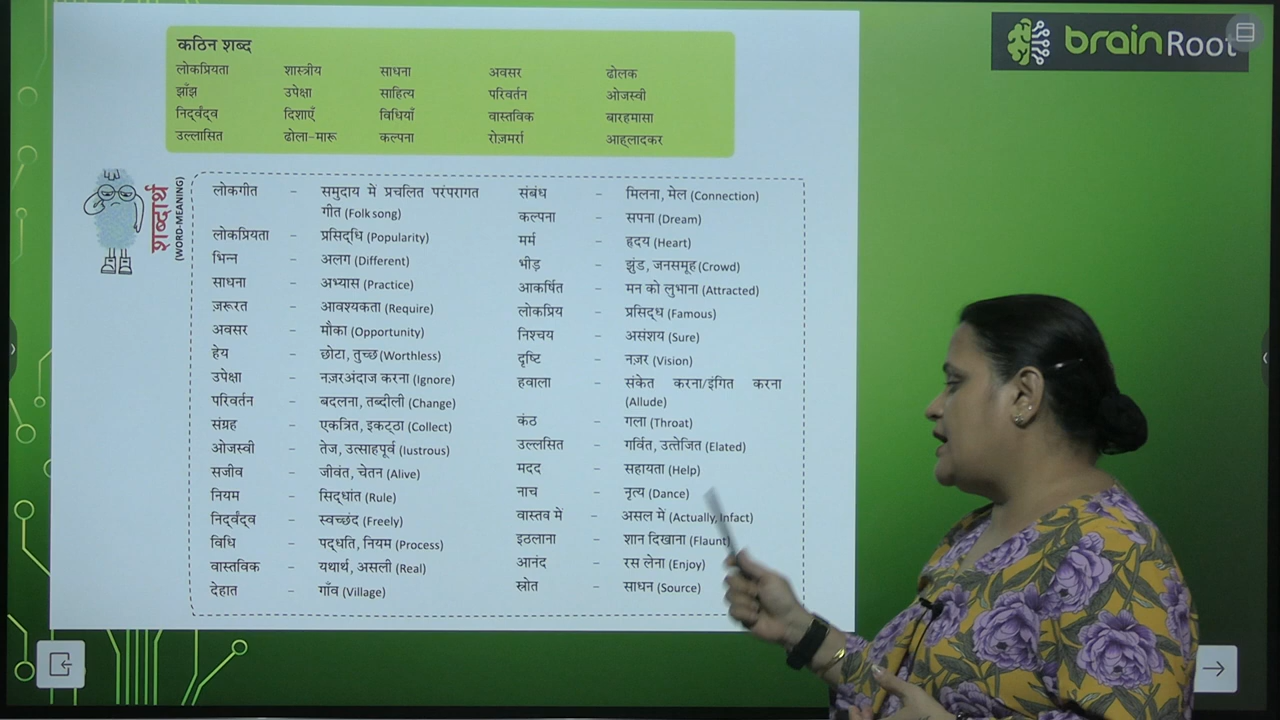 brainRoot
कठिन शब्द
लोकप्रियता शास्त्रीय साधना अवसर ढोलक
झाँझ उपेक्षा साहित्य परिवर्तन ओजस्वी
निद्र्वंद्व दिशाएँ विधियाँ वास्तविक बारहमासा
उल्लासित ढोला-मारू कल्पना रोज़मर्रा आह्लादकर
शब्दार्थ
(WORD-MEANING)
लोकगीत – समुदाय मे प्रचलित परंपरागत
गीत (Folk song)
लोकप्रियता – प्रसिद्धि (Popularity)
भिन्न – अलग (Different)
साधना – अभ्यास (Practice)
ज़रूरत – आवश्यकता (Require)
अवसर – मौका (Opportunity)
हेय – छोटा, तुच्छ (Worthless)
उपेक्षा – नज़रअंदाज करना (Ignore)
परिवर्तन – बदलना, तब्दीली (Change)
संग्रह – एकत्रित, इकट्ठा (Collect)
ओजस्वी – तेज, उत्साहपूर्व (lustrous)
सजीव – जीवंत, चेतन (Alive)
नियम – सिद्धांत (Rule)
निद्र्वंद्व – स्वच्छंद (Freely)
विधि – पद्धति, नियम (Process)
वास्तविक – यथार्थ, असली (Real)
देहात – गाँव (Village)
संबंध – मिलना, मेल (Connection)
कल्पना – सपना (Dream)
मर्म – हृदय (Heart)
भीड़ – झुंड, जनसमूह (Crowd)
आकर्षित – मन को लुभाना (Attracted)
लोकप्रिय – प्रसिद्ध (Famous)
निश्चय – असंशय (Sure)
दृष्टि – नज़र (Vision)
हवाला – संकेत करना/इंगित करना
(Allude)
कंठ – गला (Throat)
उल्लसित – गर्वित, उत्तेजित (Elated)
मदद – सहायता (Help)
नाच – नृत्य (Dance)
वास्तव मे – असल में (Actually, Infact)
इठलाना – शान दिखाना (Flaunt)
आनंद – रस लेना (Enjoy)
स्रोत – साधन (Source)